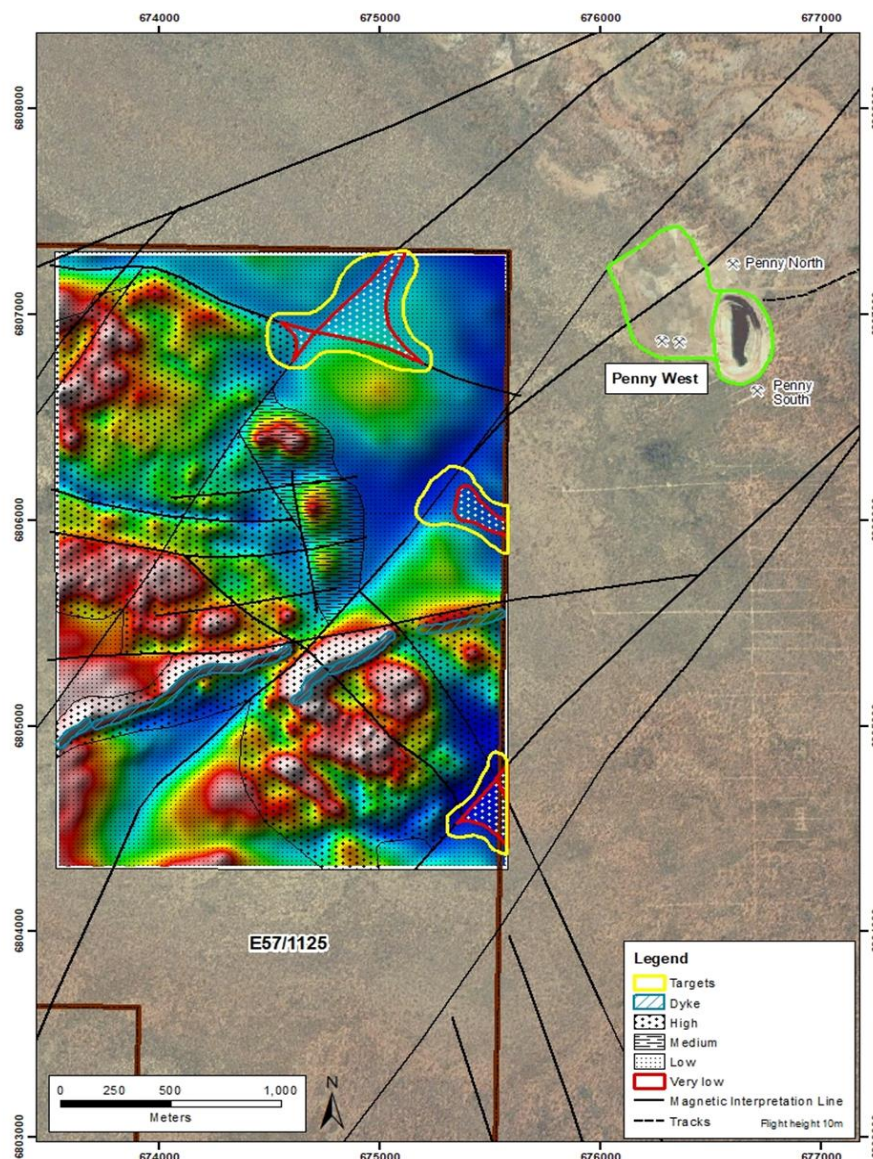 674000
675000
676000
677000
6808000
6807000
Penny North
Penny West
Penny
South
6806000
6805000
6804000
E57/1125
Legend
Targets
Dyke
High
Medium
Low
Very low
Magnetic Interpretation Line
Tracks Flight height 10m
0 250 500 1,000
Meters
N
6803000
674000
675000
676000
677000